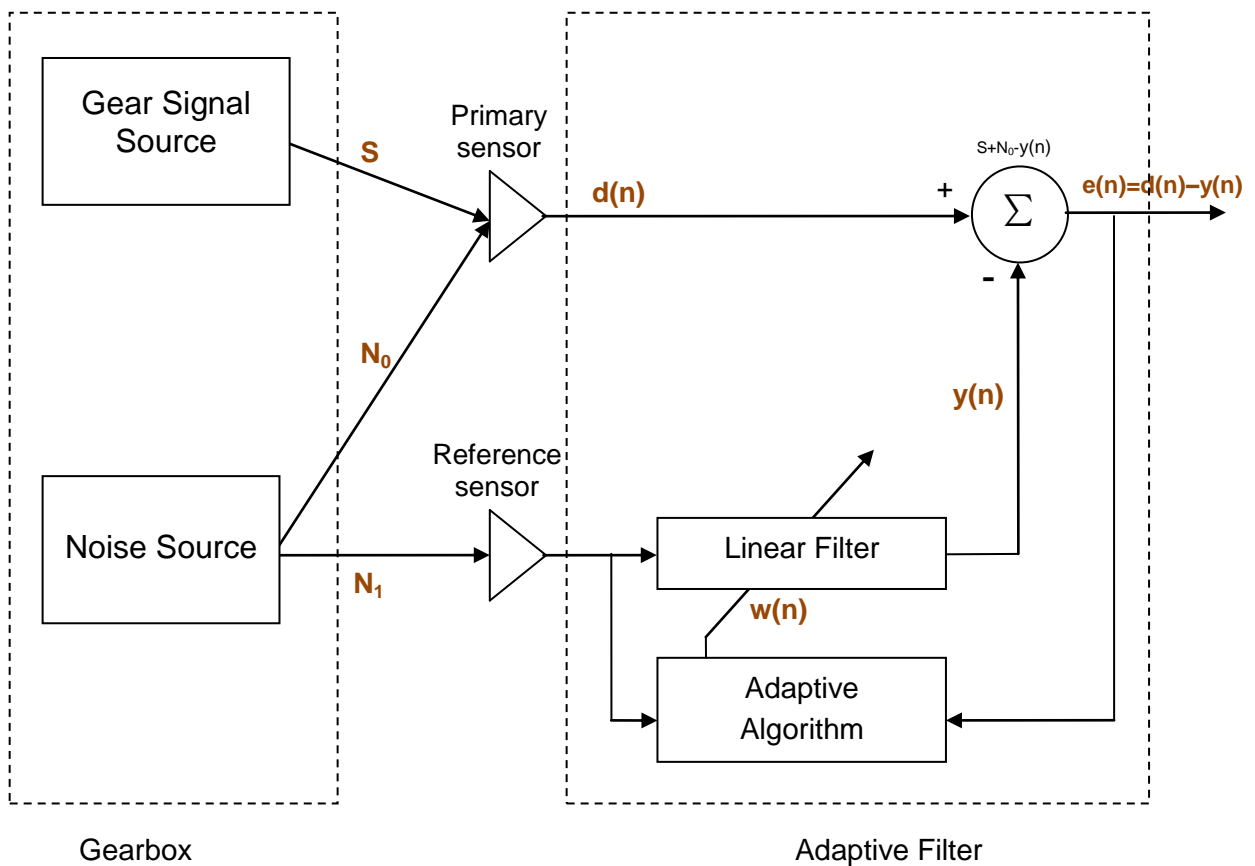 Gear Signal
Source
S
Primary
sensor
d(n)
+
S+N₀-y(n)
Σ
e(n)=d(n)–y(n)
-
N₀
y(n)
Noise Source
N₁
Reference
sensor
Linear Filter
w(n)
Adaptive
Algorithm
Gearbox
Adaptive Filter